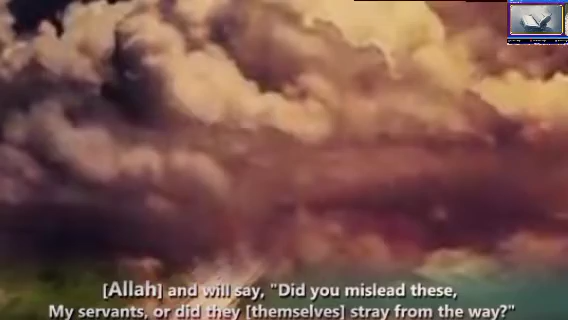 [Allah] and will say, "Did you mislead these,
My servants, or did they [themselves] stray from the way?"